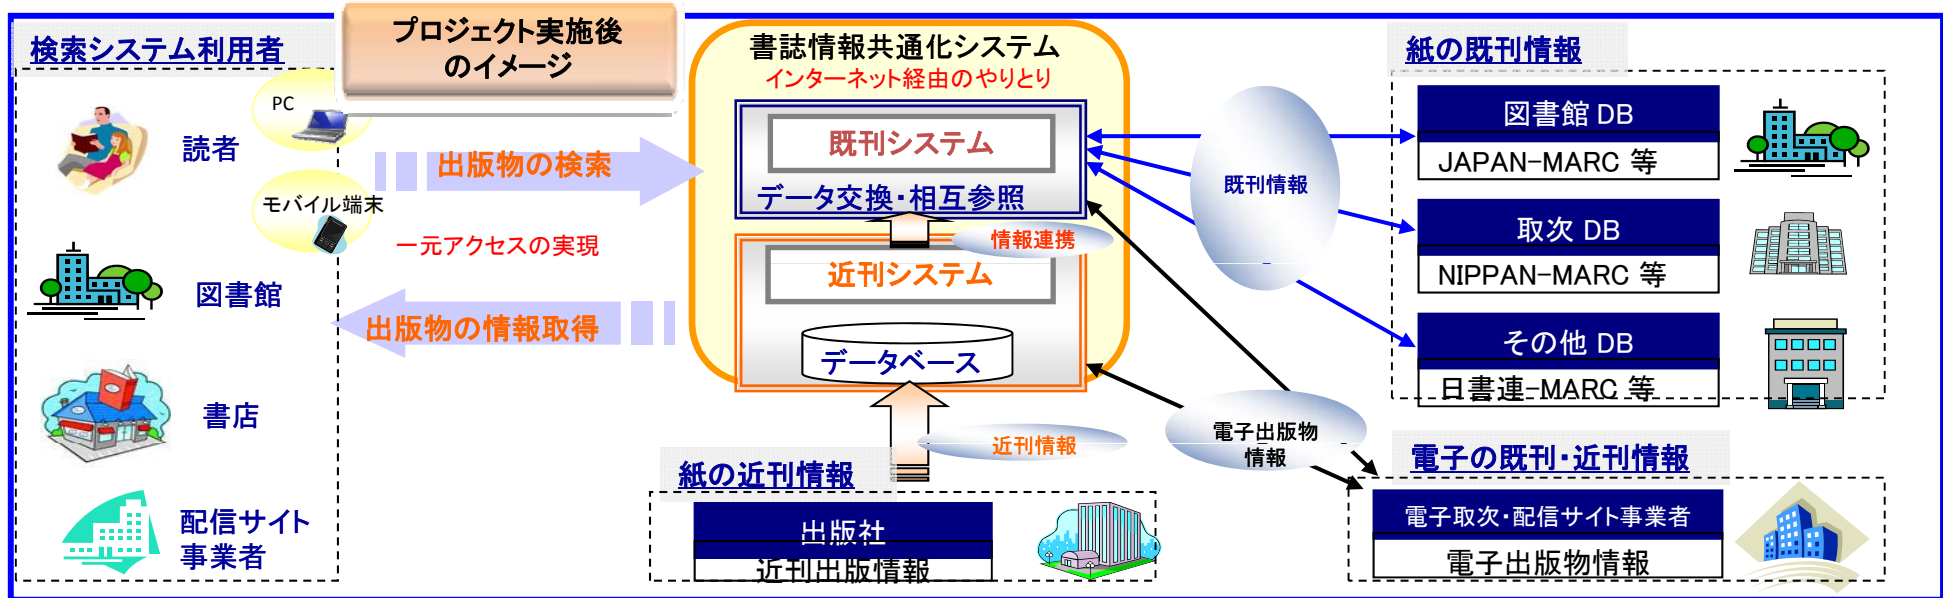 検索システム利用者
PC
読者
モバイル端末
図書館
書店
配信サイト
事業者
プロジェクト実施後
のイメージ
出版物の検索
一元アクセスの実現
出版物の情報取得
書誌情報共通化システム
インターネット経由のやりとり
既刊システム
データ交換・相互参照
情報連携
近刊システム
データベース
近刊情報
紙の近刊情報
出版社
近刊出版情報
既刊情報
電子出版物
情報
紙の既刊情報
図書館 DB
JAPAN-MARC 等
取次 DB
NIPPAN-MARC 等
その他 DB
日書連-MARC 等
電子の既刊・近刊情報
電子取次・配信サイト事業者
電子出版物情報